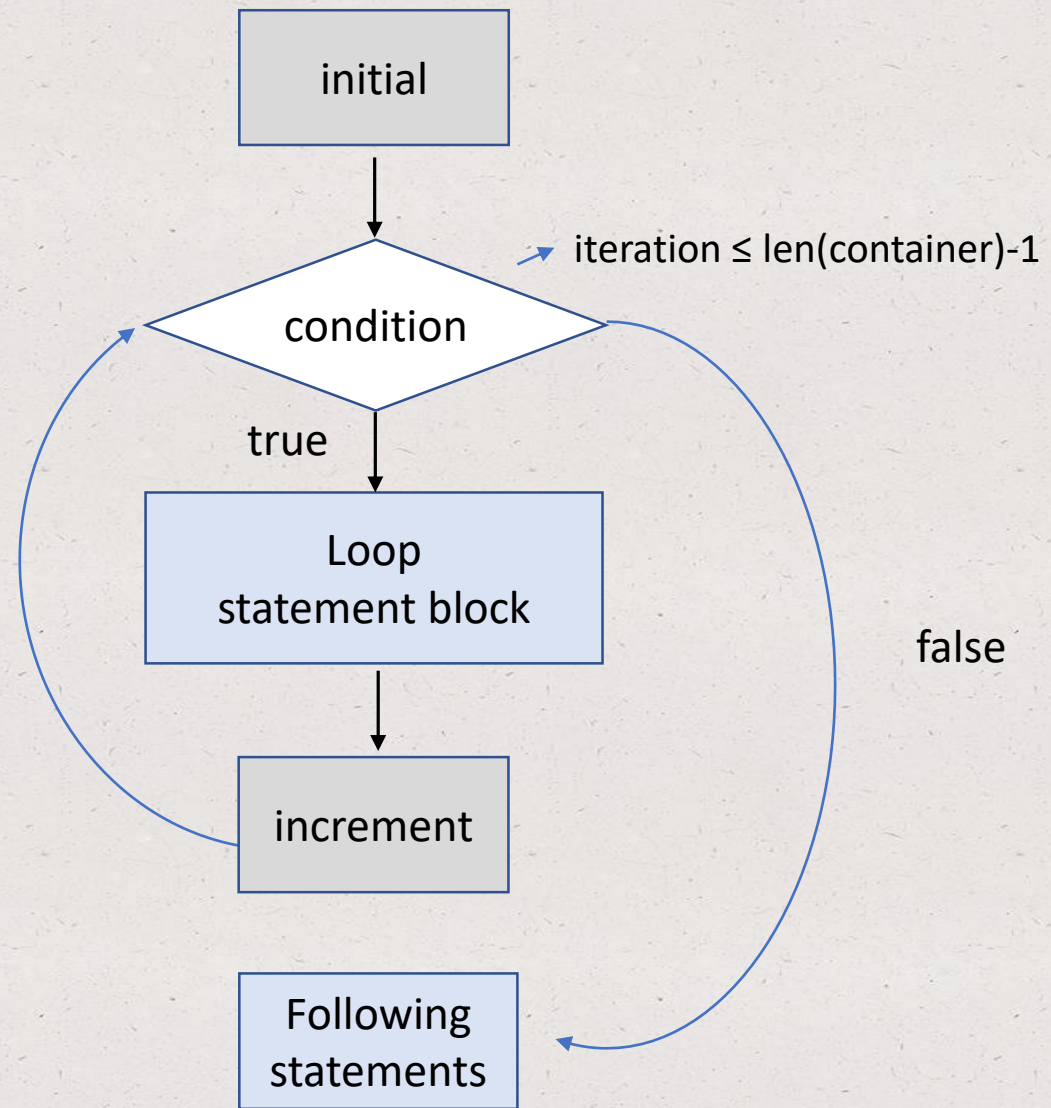 initial
iteration ≤ len(container)-1
condition
true
Loop
statement block
false
increment
Following
statements